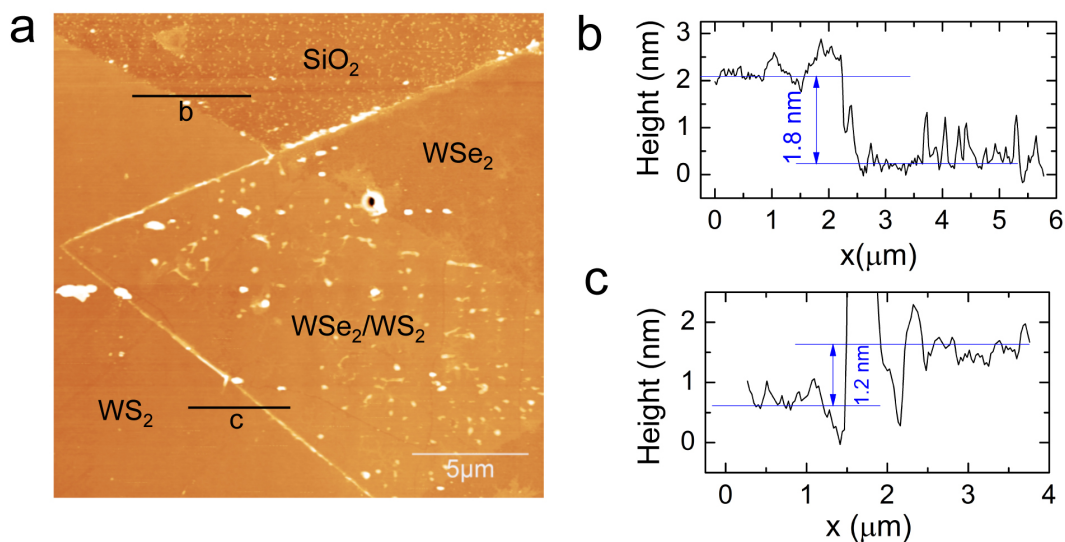 a
SiO₂
b
WSe₂
WSe₂/WS₂
WS₂
c
5μm
b
Height (nm)
3
2
1
0
1.8 nm
0 1 2 3 4 5 6
x(μm)
c
Height (nm)
2
1
0
1.2 nm
0 1 2 3 4
x (μm)